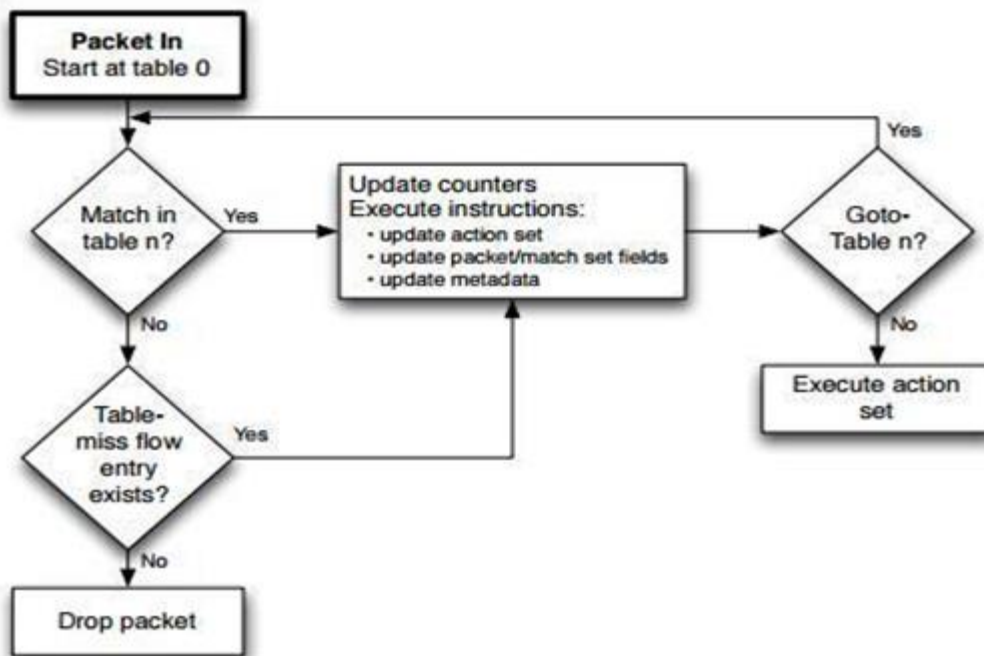 Packet In
Start at table 0
Yes
Match in
table n?
Yes
Update counters
Execute instructions:
• update action set
• update packet/match set fields
• update metadata
Goto-
Table n?
No
No
Execute action
set
Table-
miss flow
entry
exists?
Yes
No
Drop packet